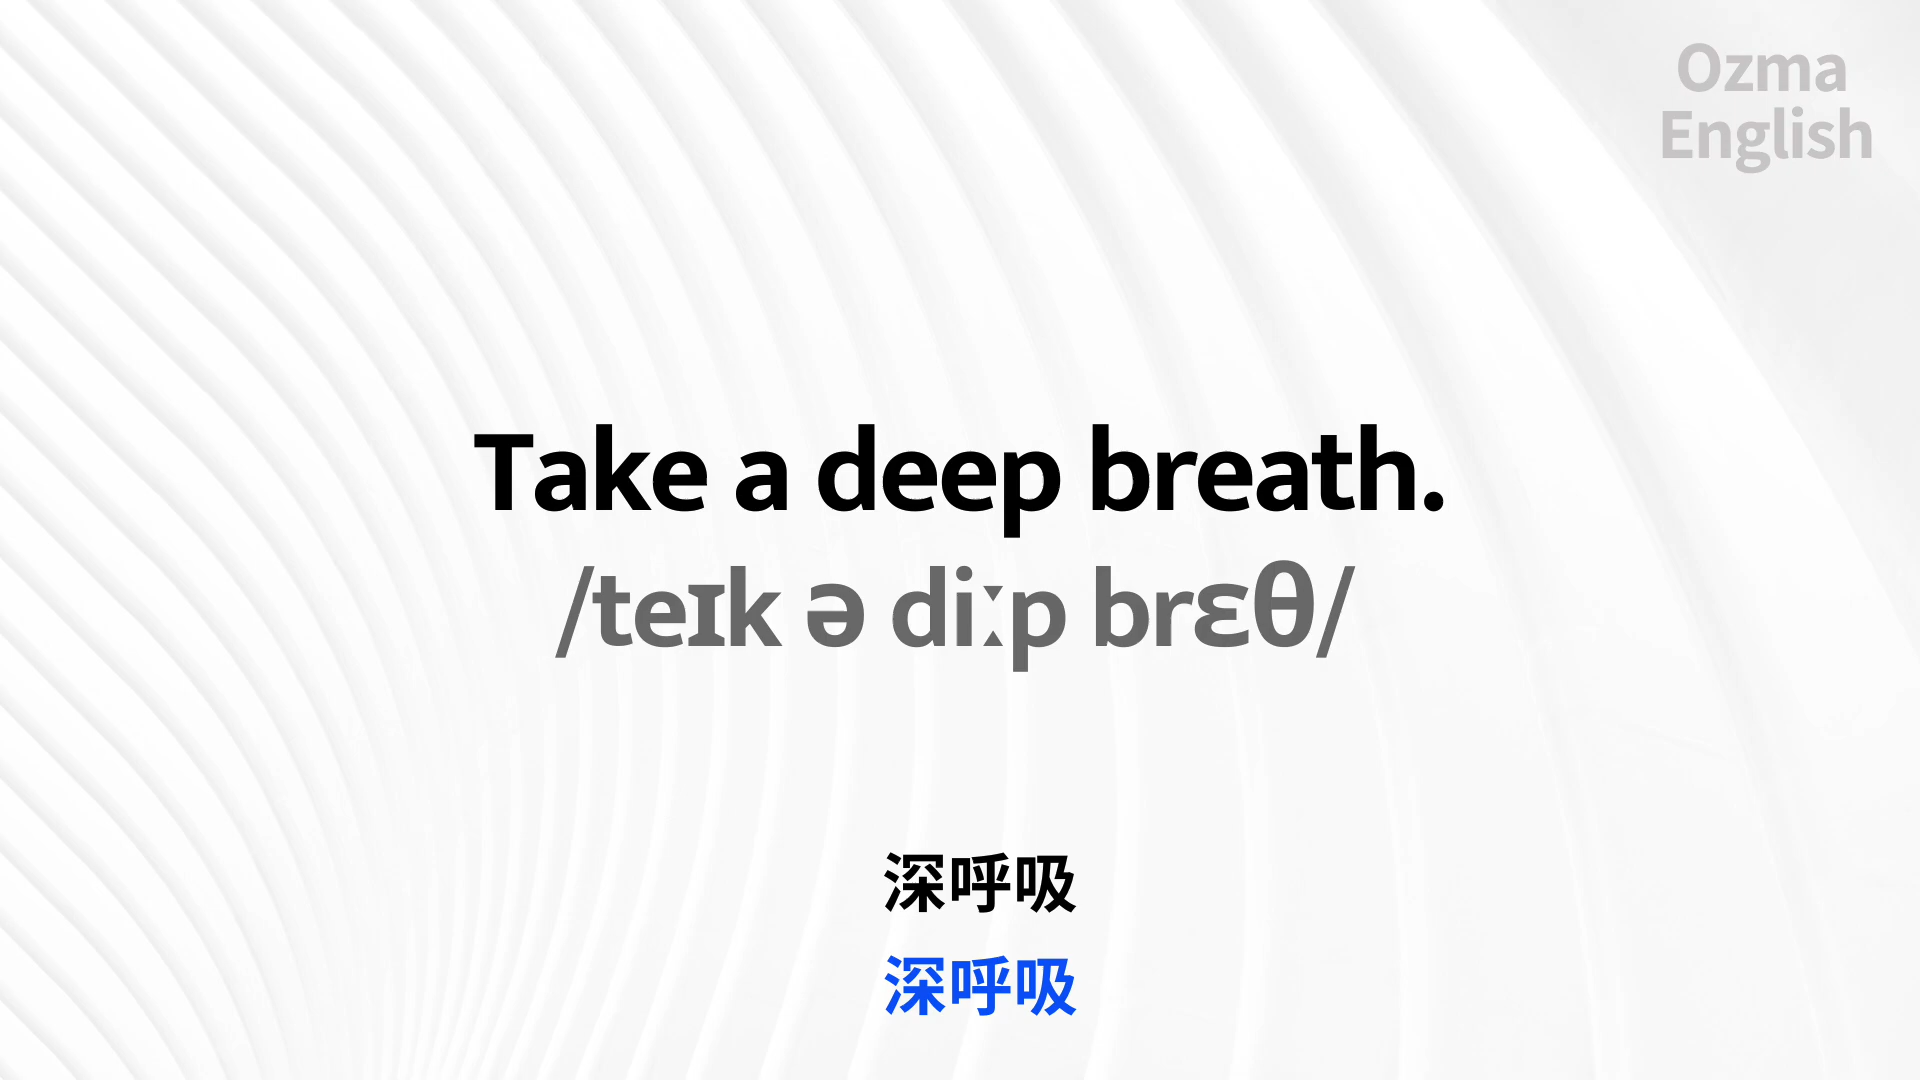 Ozma
English
Take a deep breath.
/teɪk ə diːp brɛθ/
深呼吸
深呼吸